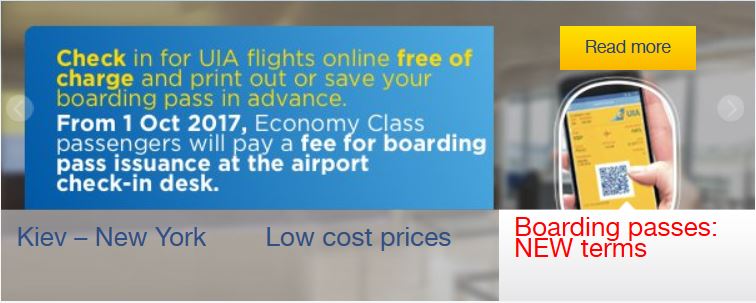 Check in for UIA flights online free of
charge and print out or save your
boarding pass in advance.
From 1 Oct 2017, Economy Class
passengers will pay a fee for boarding
pass issuance at the airport
check-in desk.
Read more
UIA
Kiev – New York
Low cost prices
Boarding passes:
NEW terms